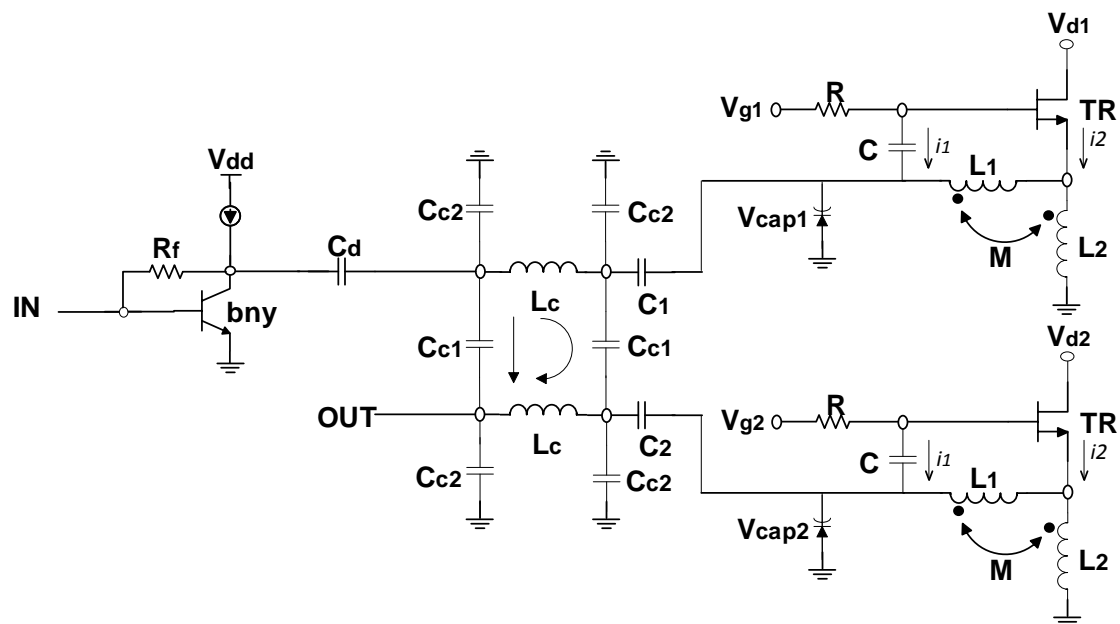 Vd1
Vg1
R
TR
C
i1
i2
L1
Vdd
Cc2
Cc2
Vcap1
M
L2
Rf
Cd
IN
bny
Lc
C1
Cc1
Cc1
Vd2
OUT
Lc
C2
Vg2
R
TR
C
i1
i2
L1
Cc2
Cc2
Vcap2
M
L2